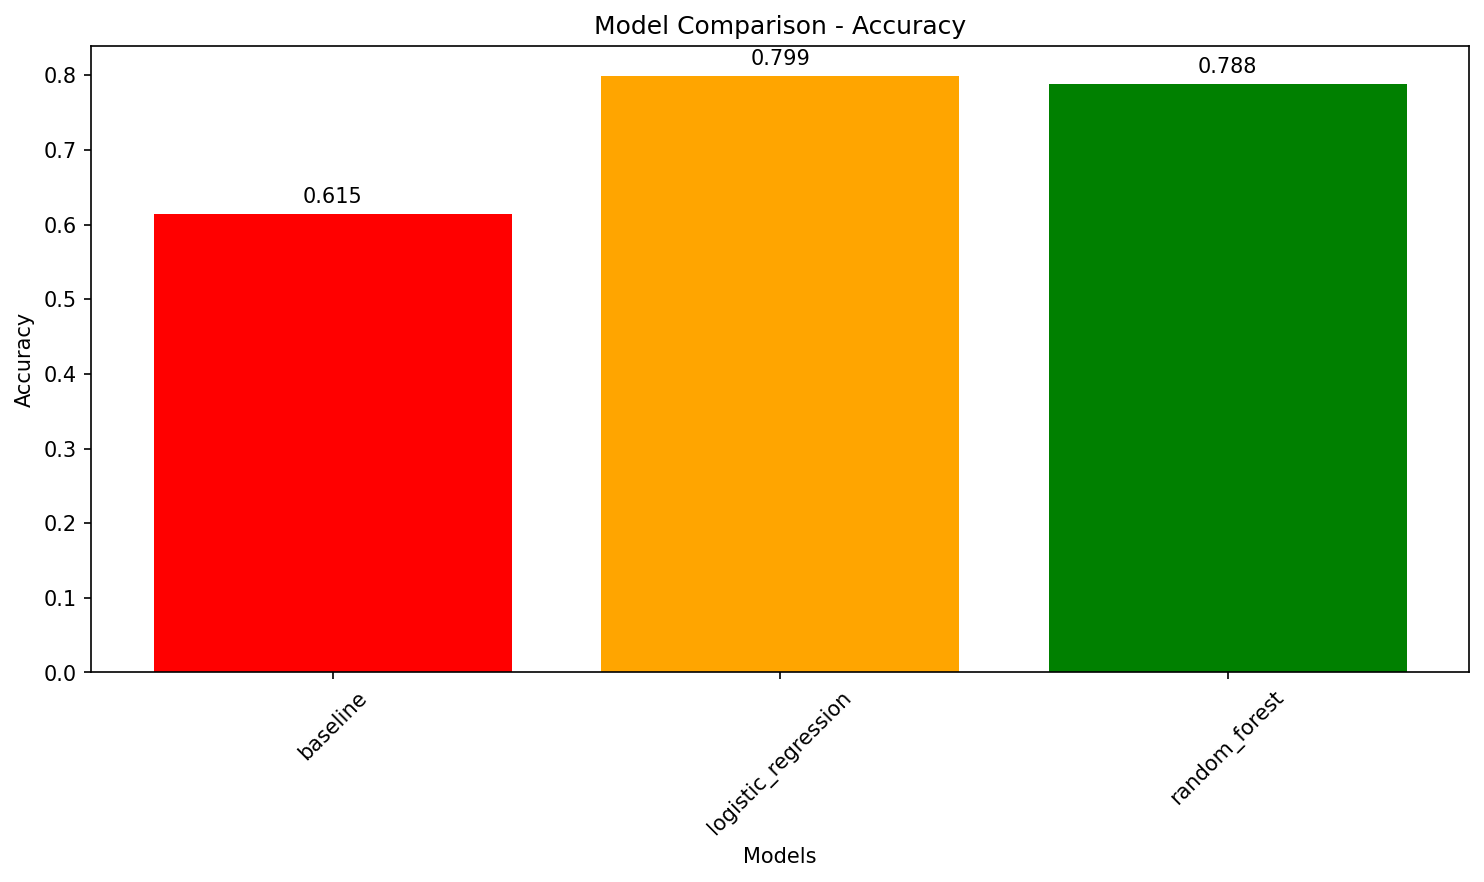 Model Comparison - Accuracy
0.799
0.788
0.615
Accuracy
0.8
0.7
0.6
0.5
0.4
0.3
0.2
0.1
0.0
baseline
logistic_regression
random_forest
Models